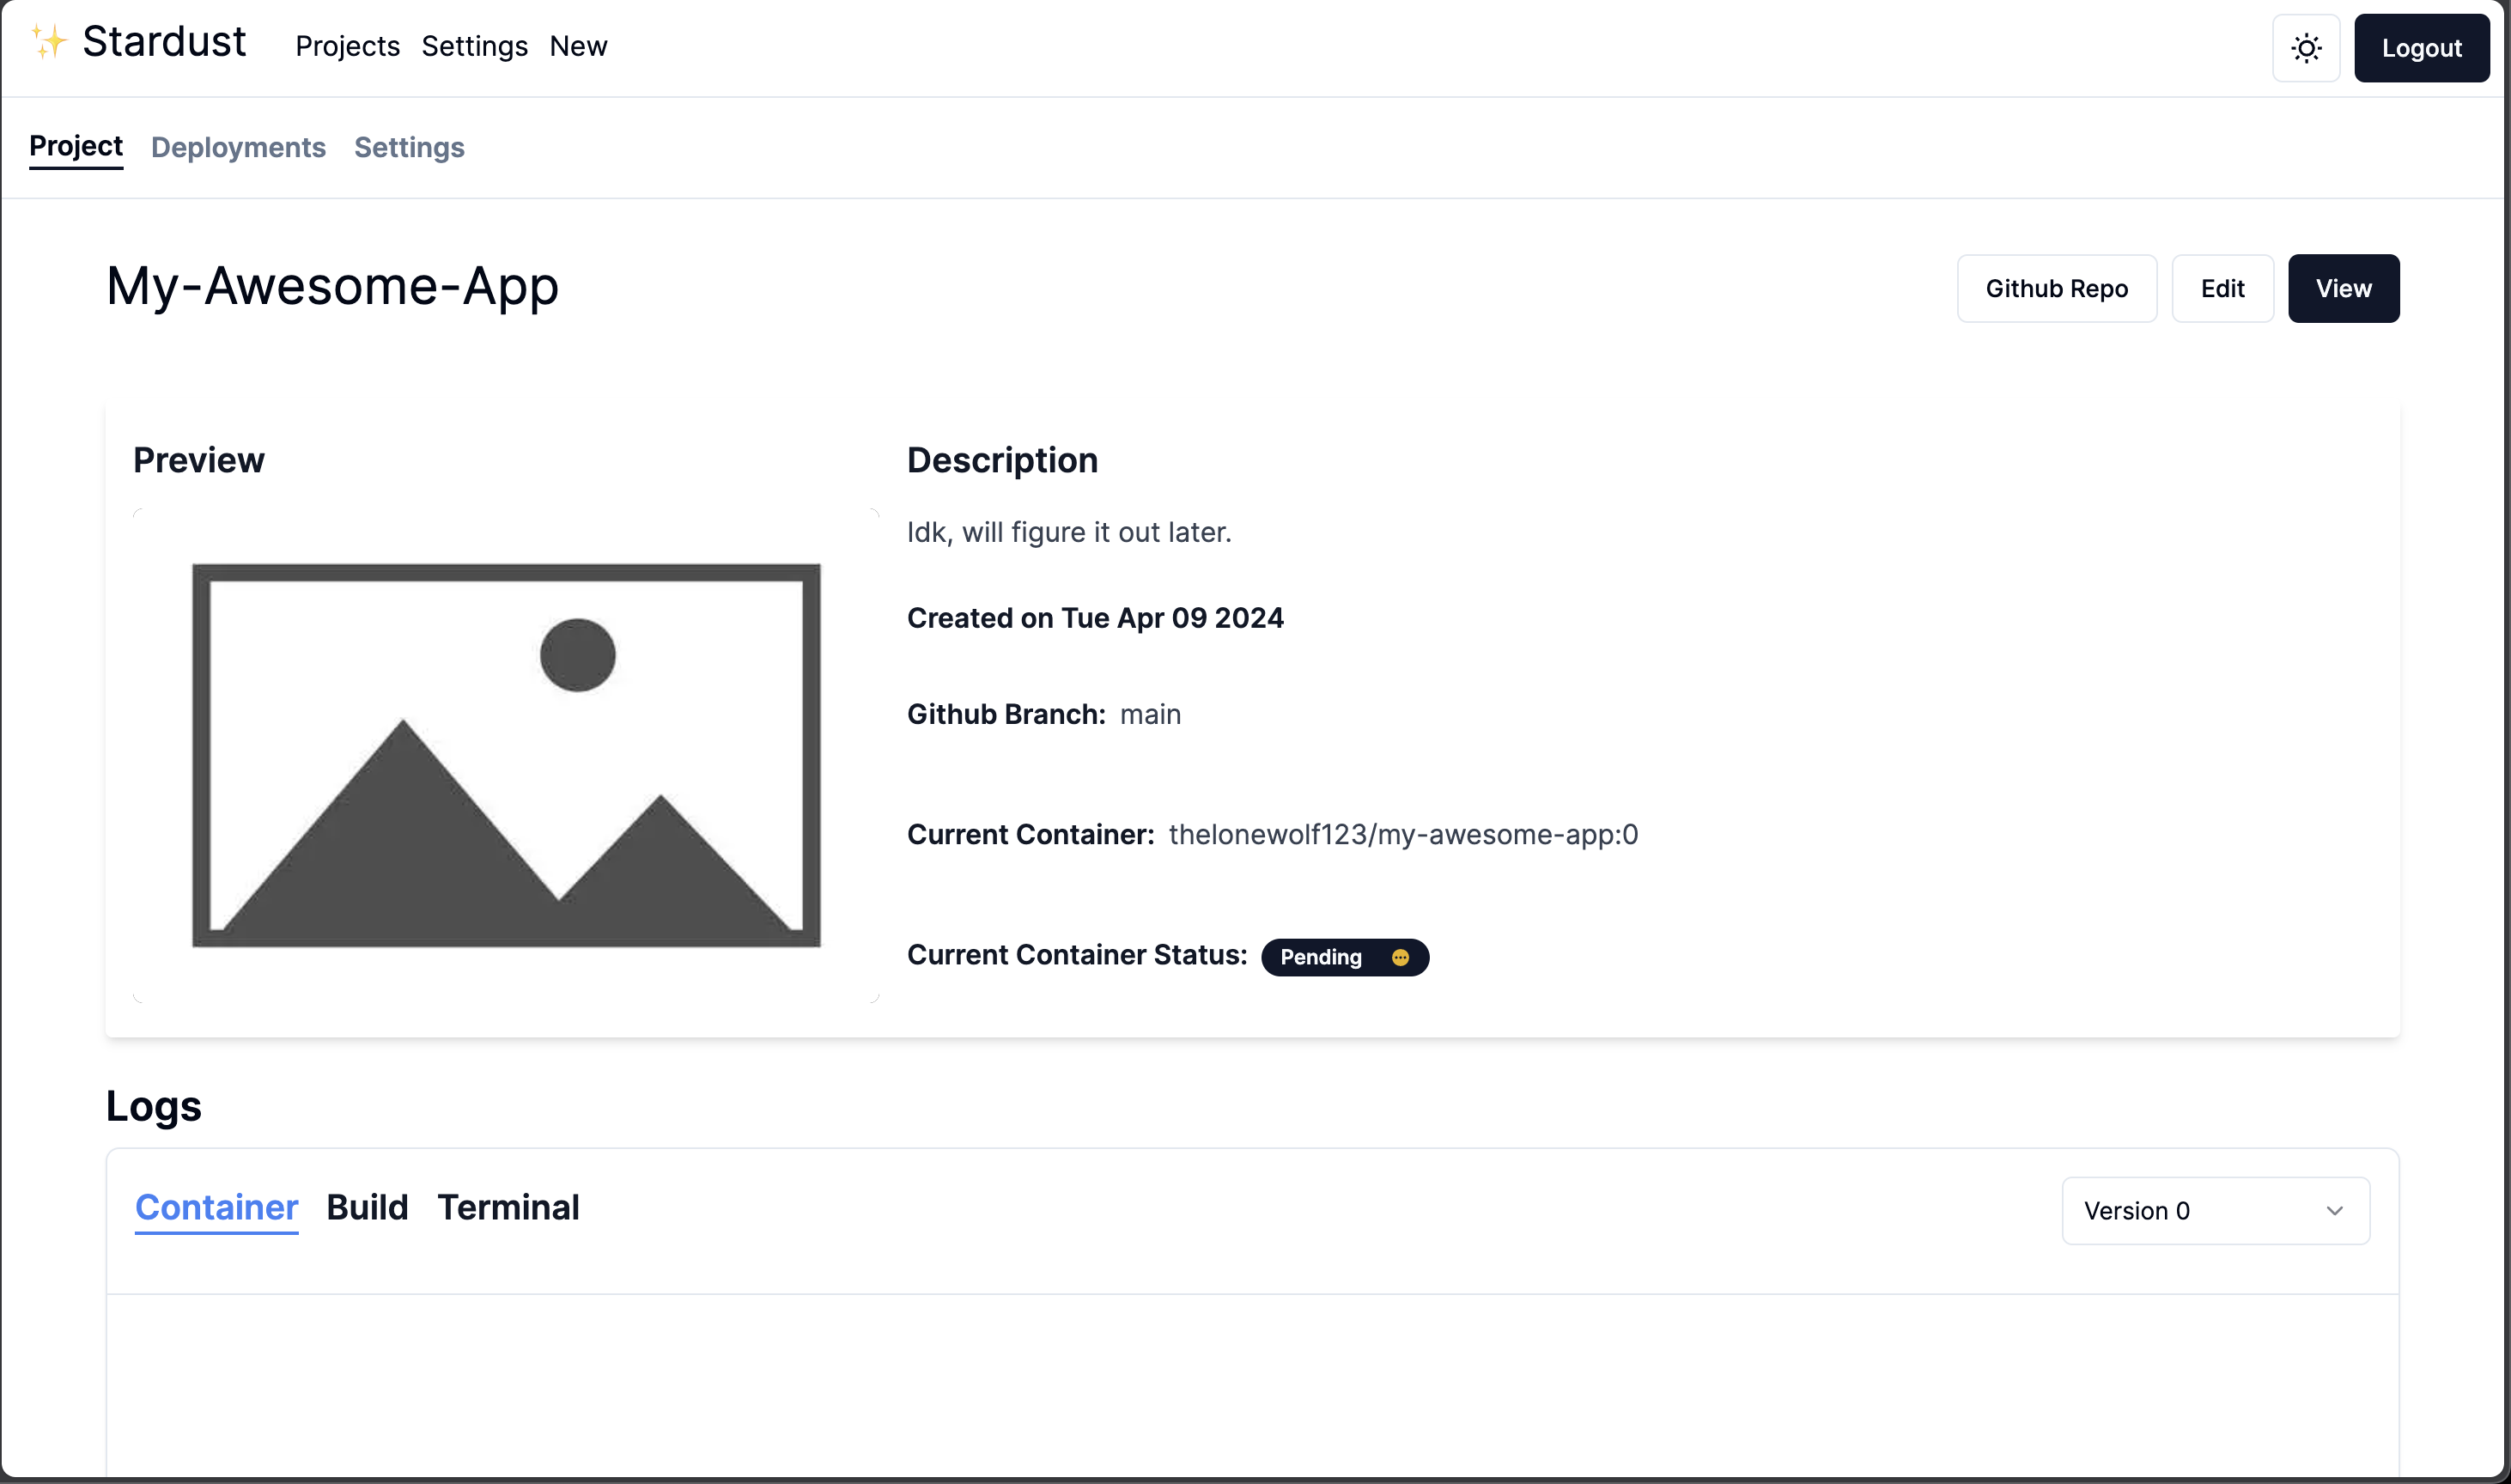 ✨ Stardust Projects Settings New Logout
Project Deployments Settings
My-Awesome-App Github Repo Edit View
Preview
Description
Idk, will figure it out later.
Created on Tue Apr 09 2024
Github Branch: main
Current Container: thelonewolf123/my-awesome-app:0
Current Container Status: Pending
Logs
Container Build Terminal Version 0